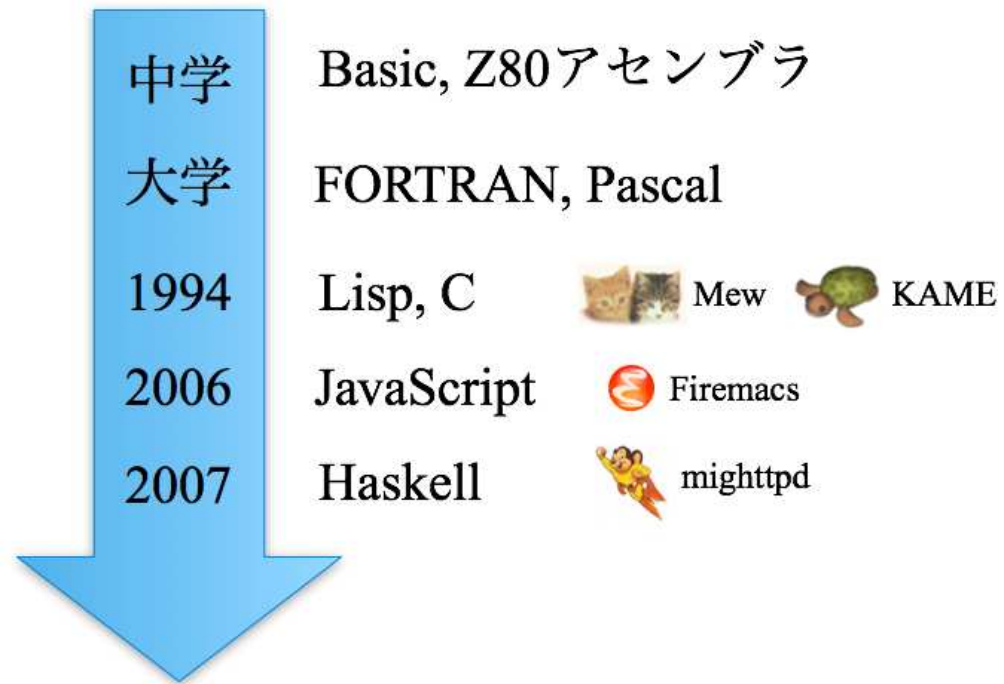 中学 Basic, Z80アセンブラ
大学 FORTRAN, Pascal
1994 Lisp, C Mew KAME
2006 JavaScript Firemacs
2007 Haskell mighttpd